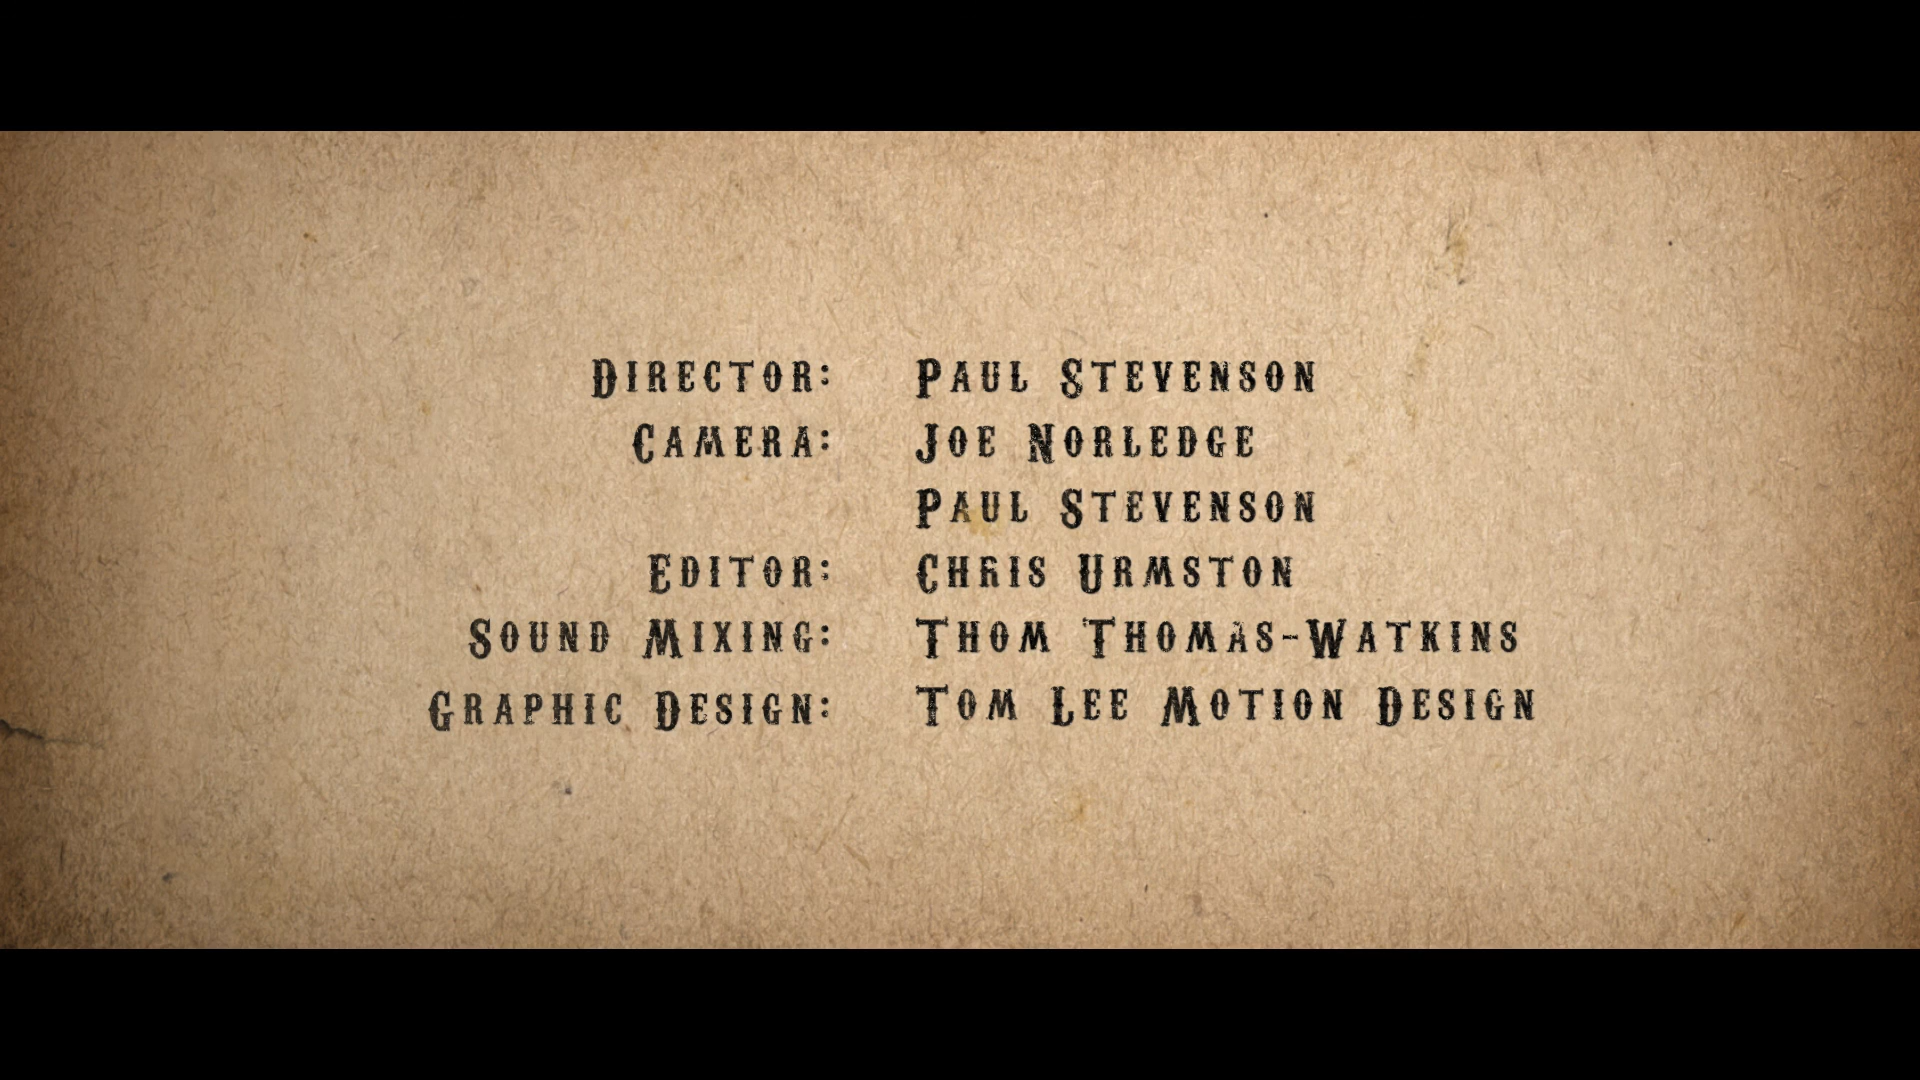 Director: Paul Stevenson
Camera: Joe Norledge
Paul Stevenson
Editor: Chris Urmston
Sound Mixing: Thom Thomas-Watkins
Graphic Design: Tom Lee Motion Design